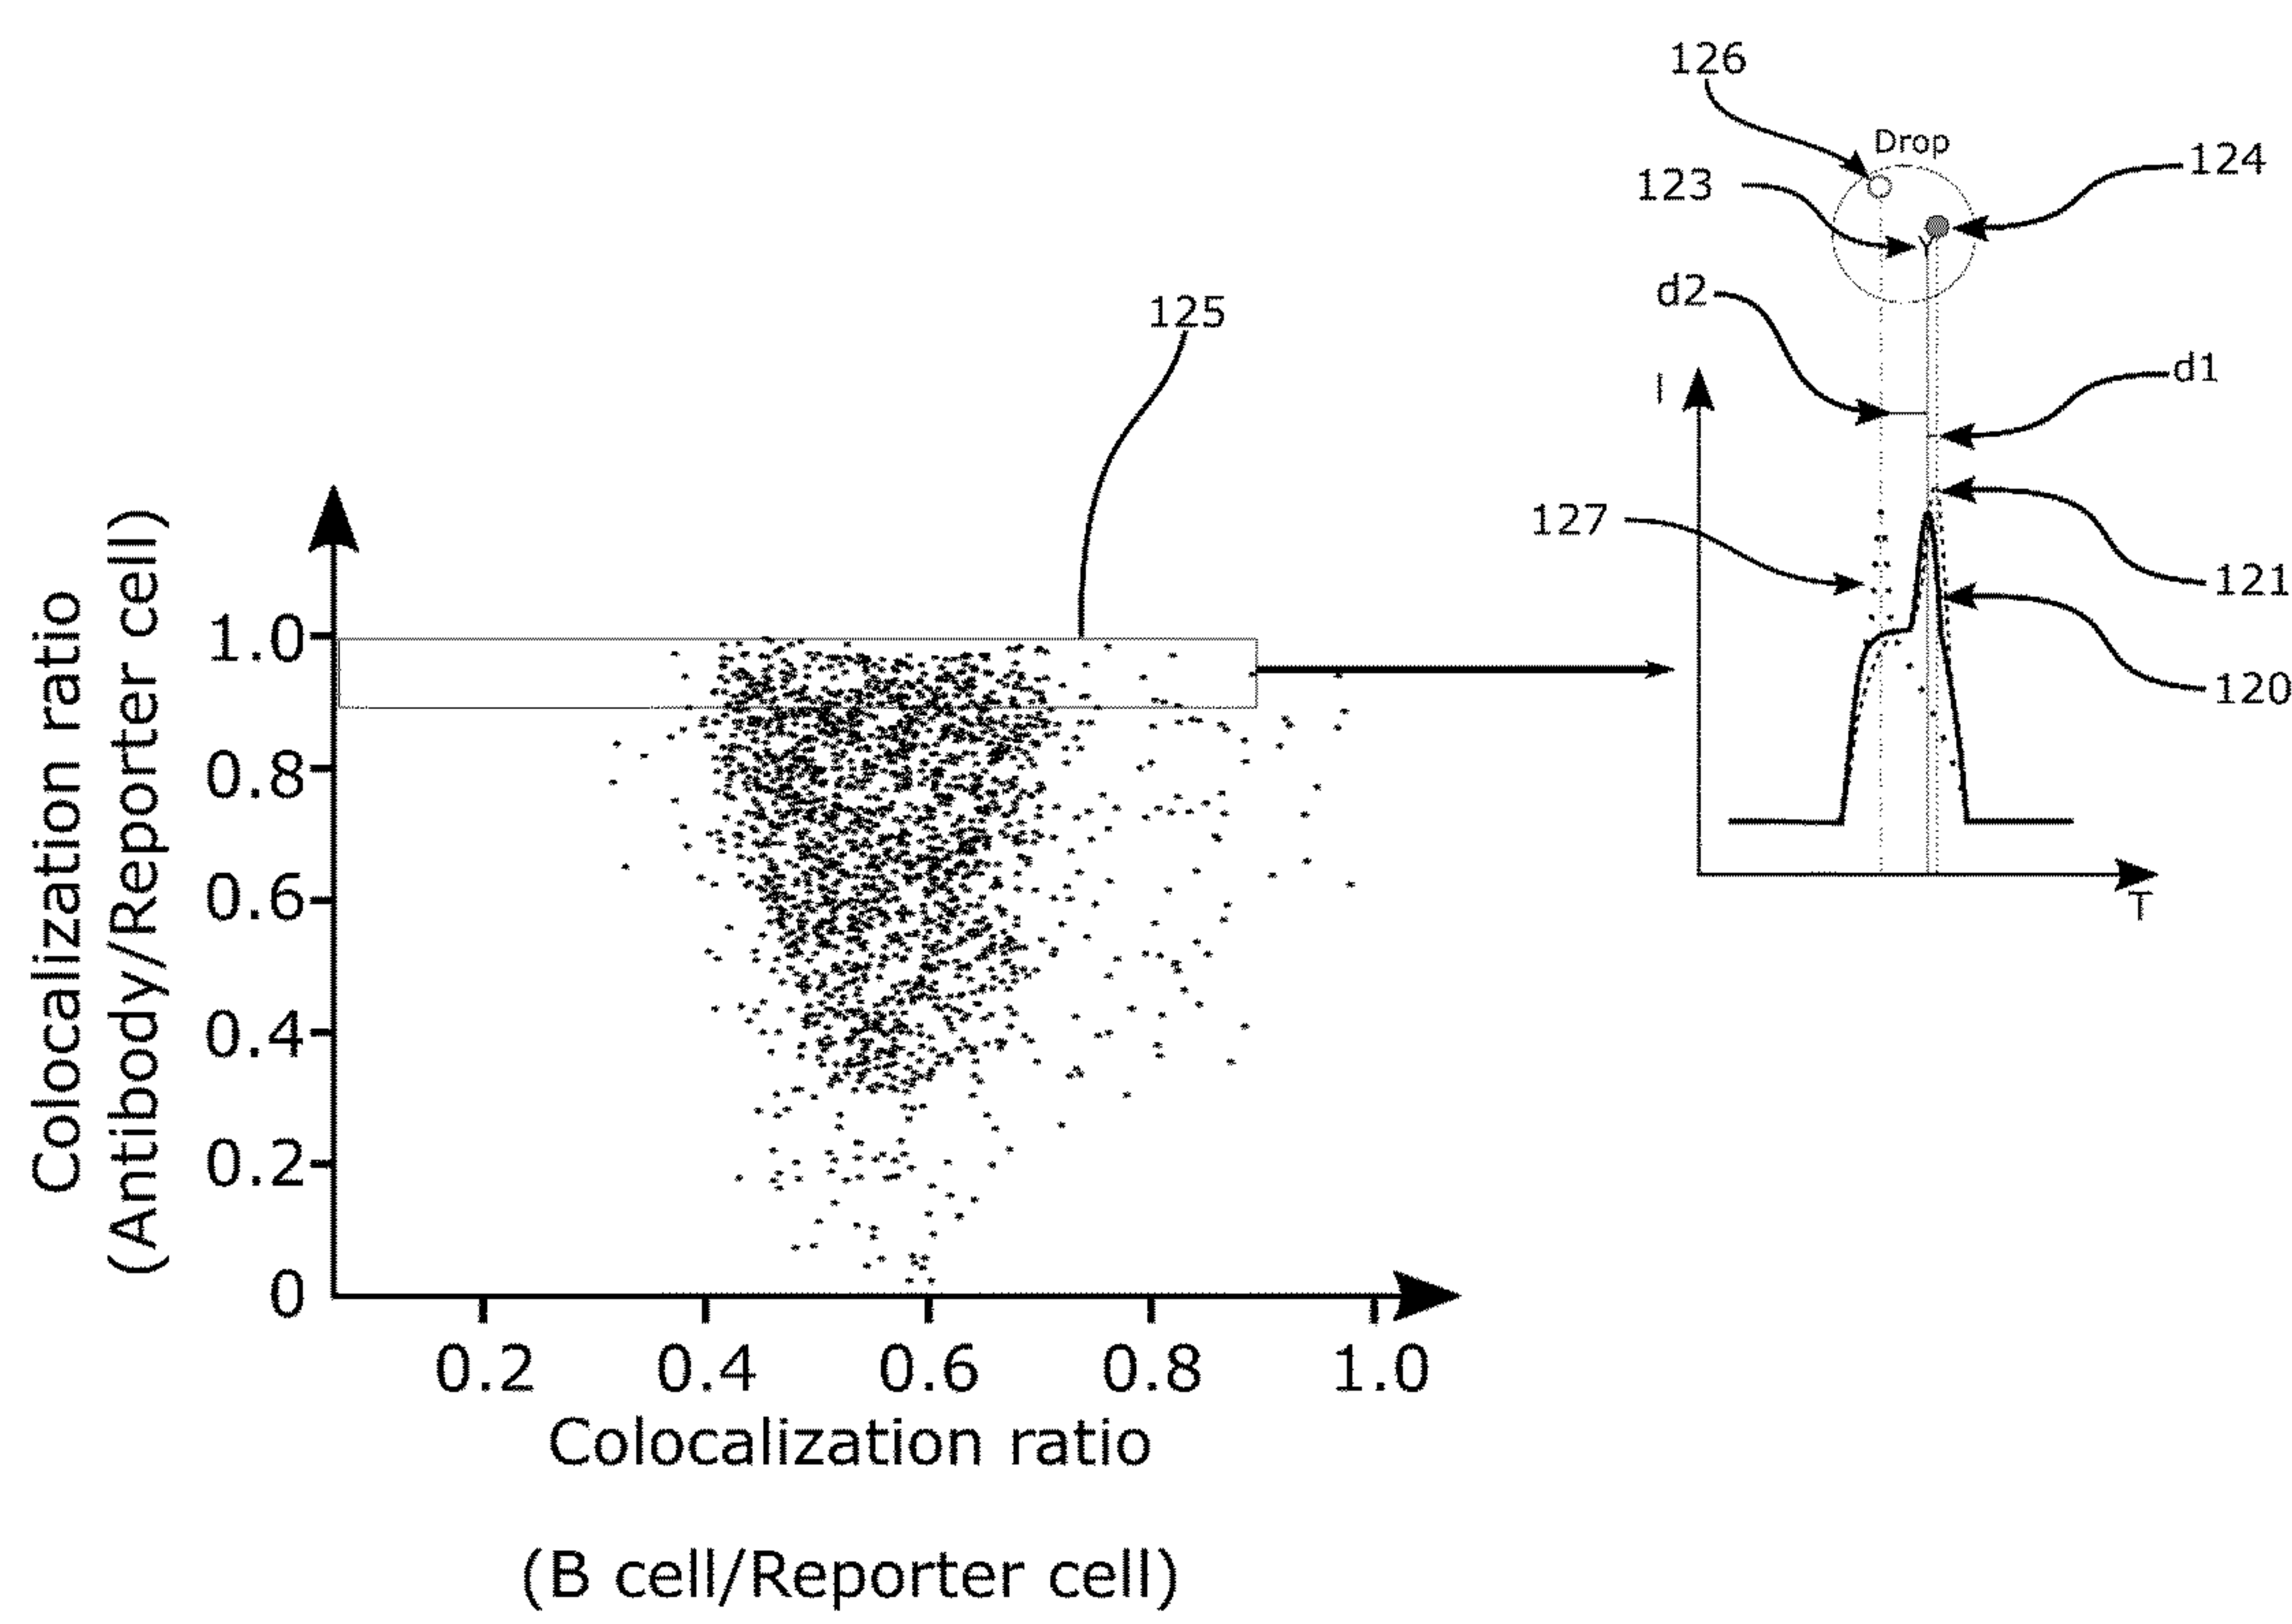 126
Drop
124
123
d2
125
d1
I
127
121
120
T
Colocalization ratio
(Antibody/Reporter cell)
1.0
0.8
0.6
0.4
0.2
0
0.2 0.4 0.6 0.8 1.0
Colocalization ratio
(B cell/Reporter cell)
Y